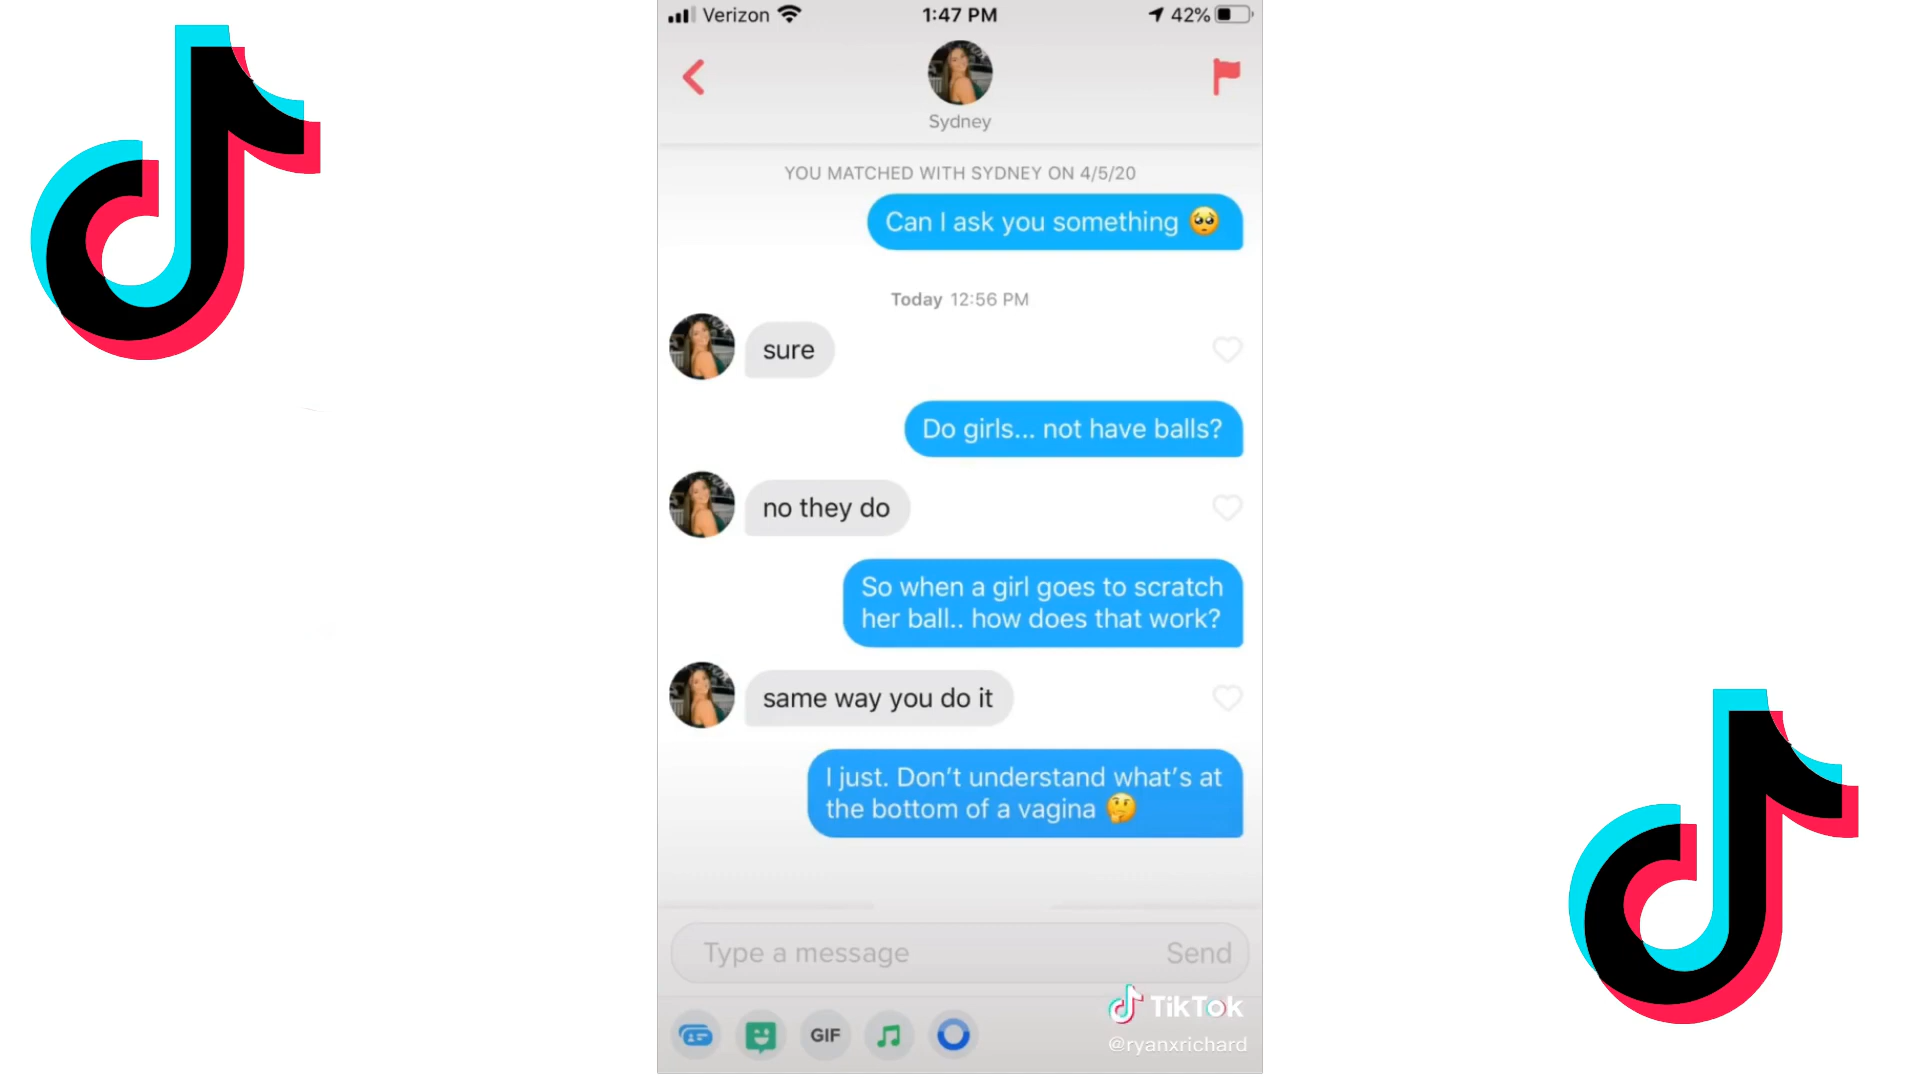 Verizon 1:47 PM 42%
Sydney
YOU MATCHED WITH SYDNEY ON 4/5/20
Can I ask you something 🥺
Today 12:56 PM
sure
Do girls... not have balls?
no they do
So when a girl goes to scratch
her ball.. how does that work?
same way you do it
I just. Don't understand what's at
the bottom of a vagina 🤔
Type a message Send
TikTok
GIF
@ryanxrichard